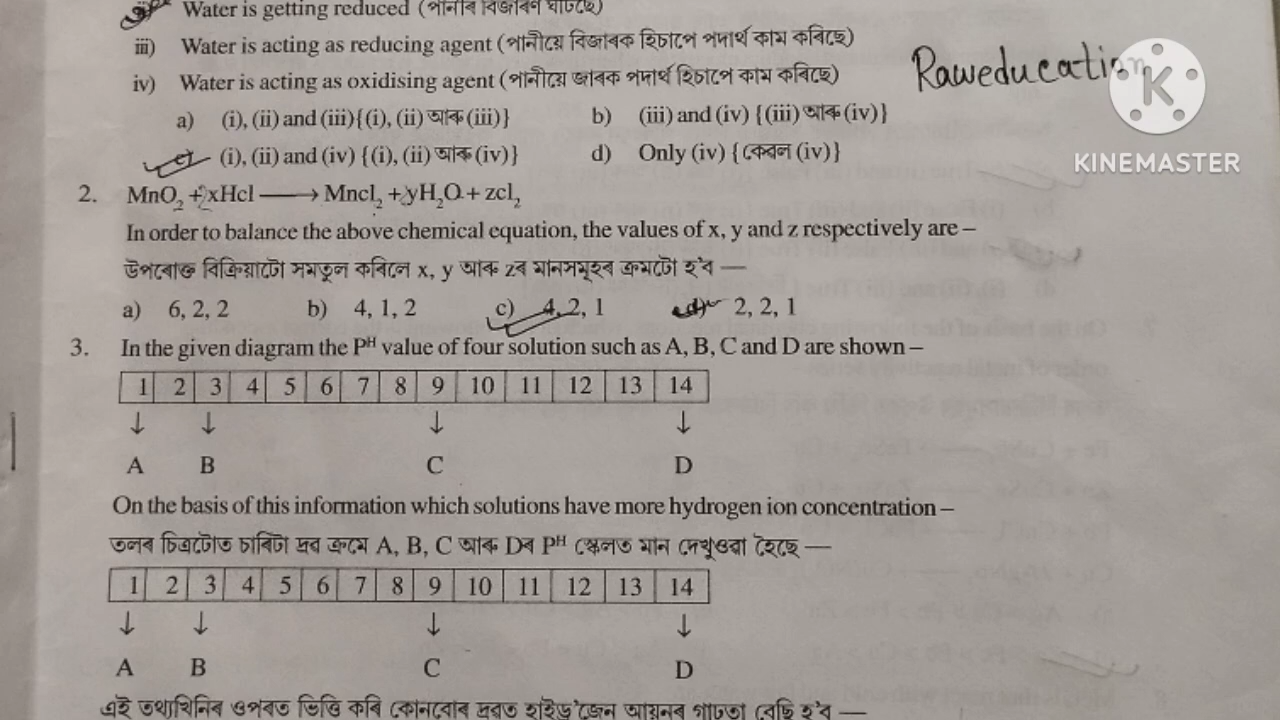 Water is getting reduced (পানীৰ বিজাৰণ ঘটিছে)
iii) Water is acting as reducing agent (পানীয়ে বিজাৰক হিচাপে পদাৰ্থ কাম কৰিছে)
iv) Water is acting as oxidising agent (পানীয়ে জাৰক পদাৰ্থ হিচাপে কাম কৰিছে)
Raweducation
KINEMASTER
a) (i), (ii) and (iii) {(i), (ii) আৰু (iii)} b) (iii) and (iv) {(iii) আৰু (iv)}
c) (i), (ii) and (iv) {(i), (ii) আৰু (iv)} d) Only (iv) {কেৱল (iv)}
2. MnO₂ + xHcl ⟶ Mncl₂ + yH₂O + zcl₂
In order to balance the above chemical equation, the values of x, y and z respectively are –
উপৰোক্ত বিক্ৰিয়াটো সমতুল কৰিলে x, y আৰু zৰ মানসমূহৰ ক্ৰমটো হ'ব —
a) 6, 2, 2 b) 4, 1, 2 c) 4, 2, 1 d) 2, 2, 1
3. In the given diagram the Pᴴ value of four solution such as A, B, C and D are shown –
1 2 3 4 5 6 7 8 9 10 11 12 13 14
↓ ↓ ↓ ↓
A B C D
On the basis of this information which solutions have more hydrogen ion concentration –
তলৰ চিত্ৰটোত চাৰিটা দ্ৰৱ ক্ৰমে A, B, C আৰু Dৰ Pᴴ স্কেলত মান দেখুওৱা হৈছে —
1 2 3 4 5 6 7 8 9 10 11 12 13 14
↓ ↓ ↓ ↓
A B C D
এই তথ্যখিনিৰ ওপৰত ভিত্তি কৰি কোনবোৰ দ্ৰৱত হাইড্ৰ'জেন আয়নৰ গাঢ়তা বেছি হ'ব —